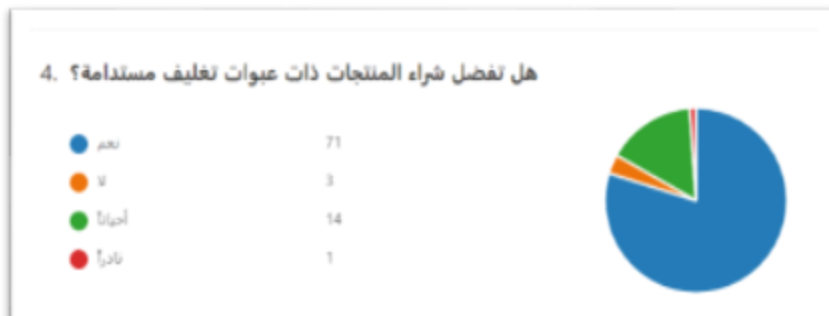 4. هل تفضل شراء المنتجات ذات عبوات تغليف مستدامة؟
نعم 71
لا 3
أحياناً 14
نادراً 1